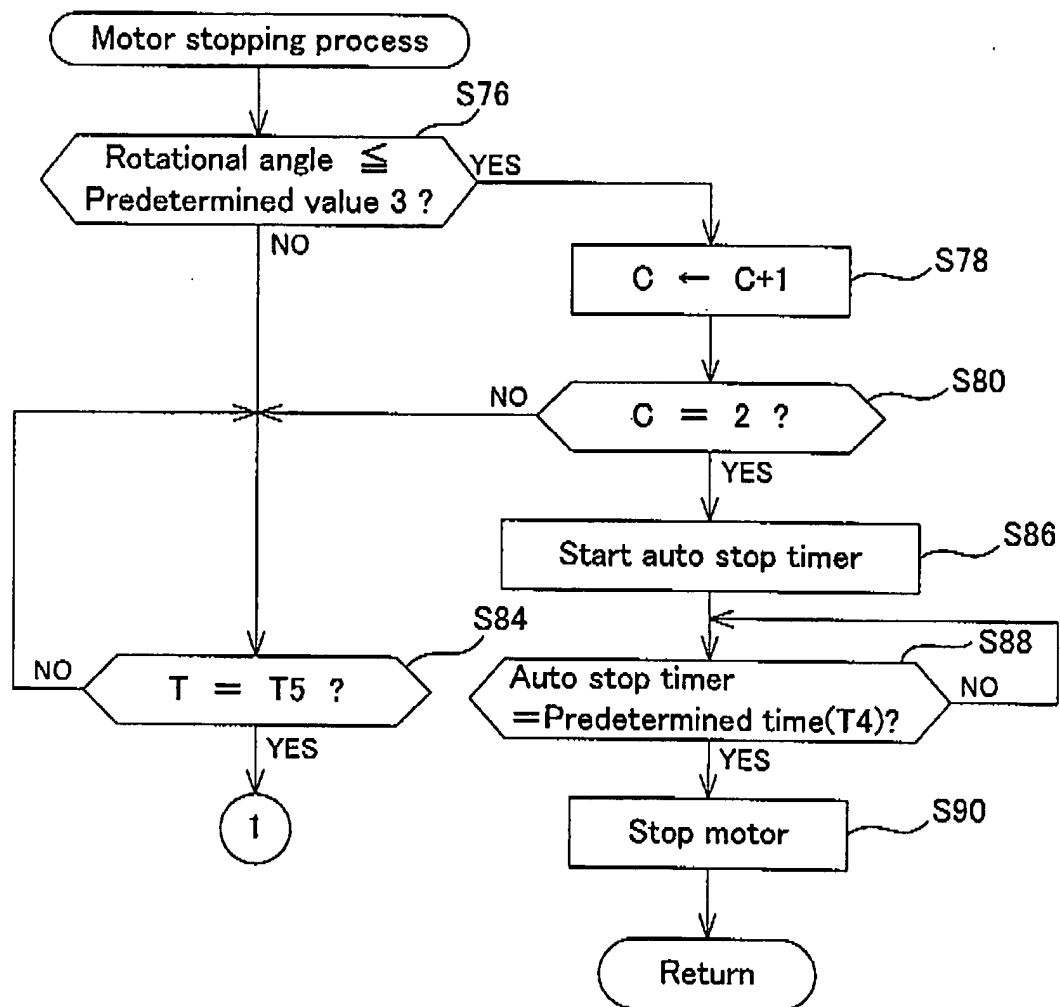 Motor stopping process
S76
Rotational angle ≦
Predetermined value 3 ?
YES
NO
S78
C ← C+1
S80
NO
C = 2 ?
YES
S86
Start auto stop timer
S84
NO
T = T5 ?
YES
1
S88
Auto stop timer
=Predetermined time(T4)?
NO
YES
S90
Stop motor
Return